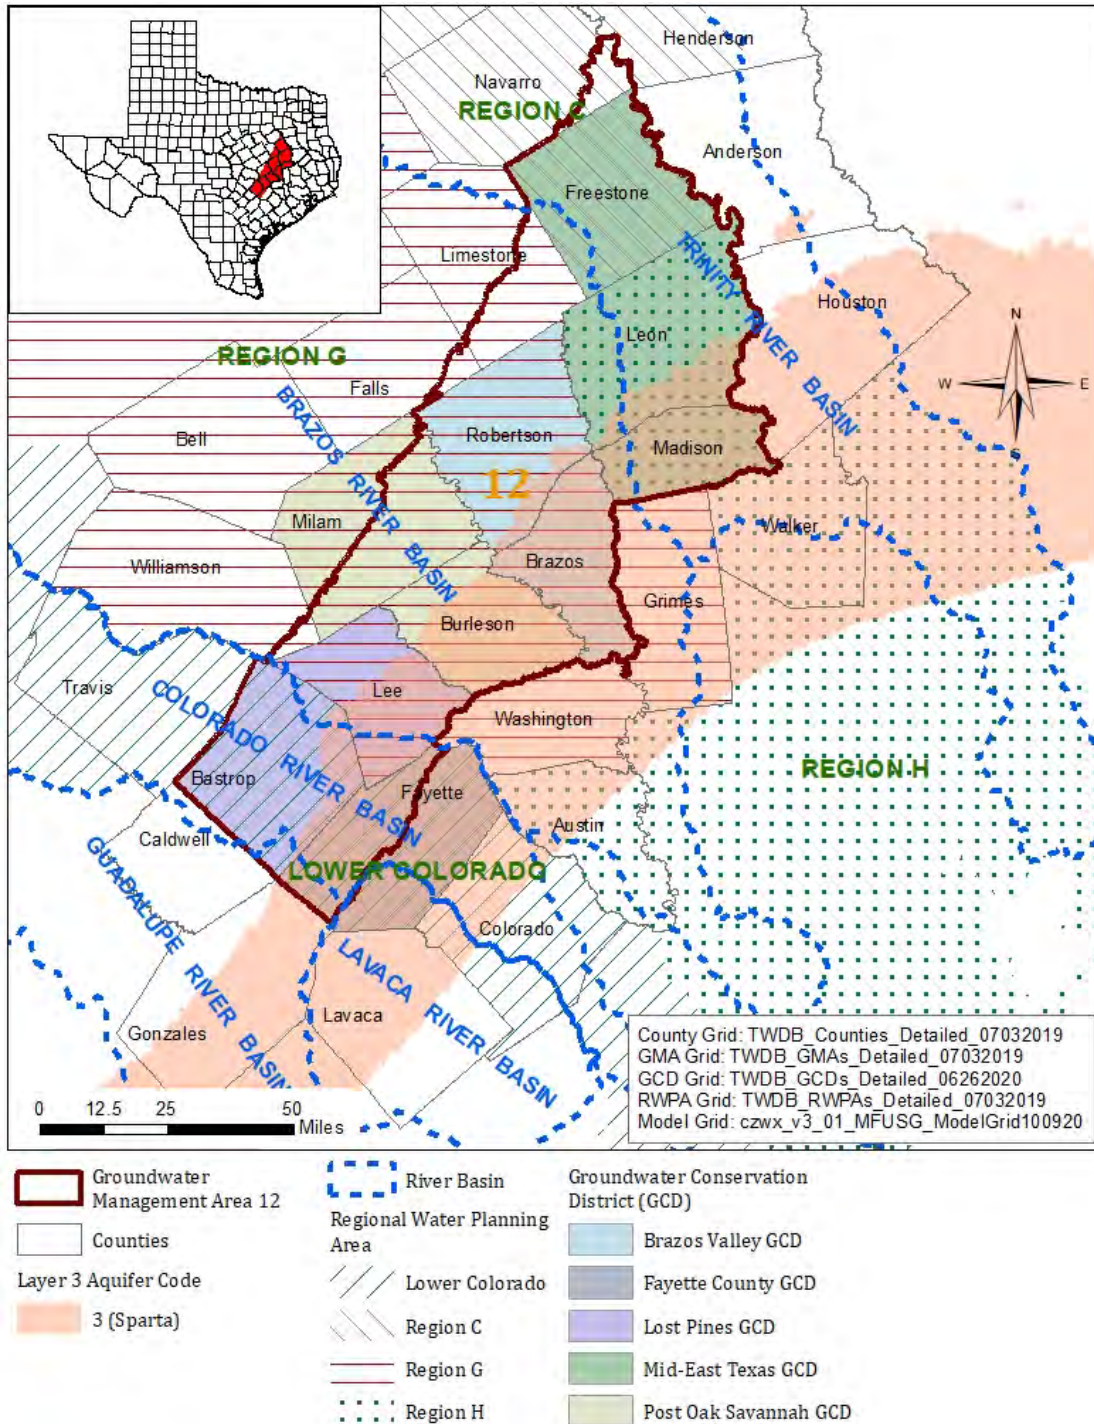 Henderson
Navarro
REGION C
Anderson
Freestone
Limestone
TRINITY RIVER BASIN
Houston
Leon
N
W
E
S
REGION G
Falls
BRAZOS RIVER BASIN
Bell
Robertson
Madison
12
Milam
Walker
Williamson
Brazos
Grimes
Burleson
Travis
Lee
COLORADO RIVER BASIN
Washington
Bastrop
Fayette
REGION H
Austin
Caldwell
LOWER COLORADO
GUADALUPE RIVER BASIN
Colorado
LAVACA RIVER BASIN
Gonzales
Lavaca
County Grid: TWDB_Counties_Detailed_07032019
GMA Grid: TWDB_GMAs_Detailed_07032019
GCD Grid: TWDB_GCDs_Detailed_06262020
RWPA Grid: TWDB_RWPAs_Detailed_07032019
Model Grid: czwx_v3_01_MFUSG_ModelGrid100920
0 12.5 25 50
Miles
Groundwater
Management Area 12
Counties
Layer 3 Aquifer Code
3 (Sparta)
River Basin
Regional Water Planning
Area
Lower Colorado
Region C
Region G
Region H
Groundwater Conservation
District (GCD)
Brazos Valley GCD
Fayette County GCD
Lost Pines GCD
Mid-East Texas GCD
Post Oak Savannah GCD